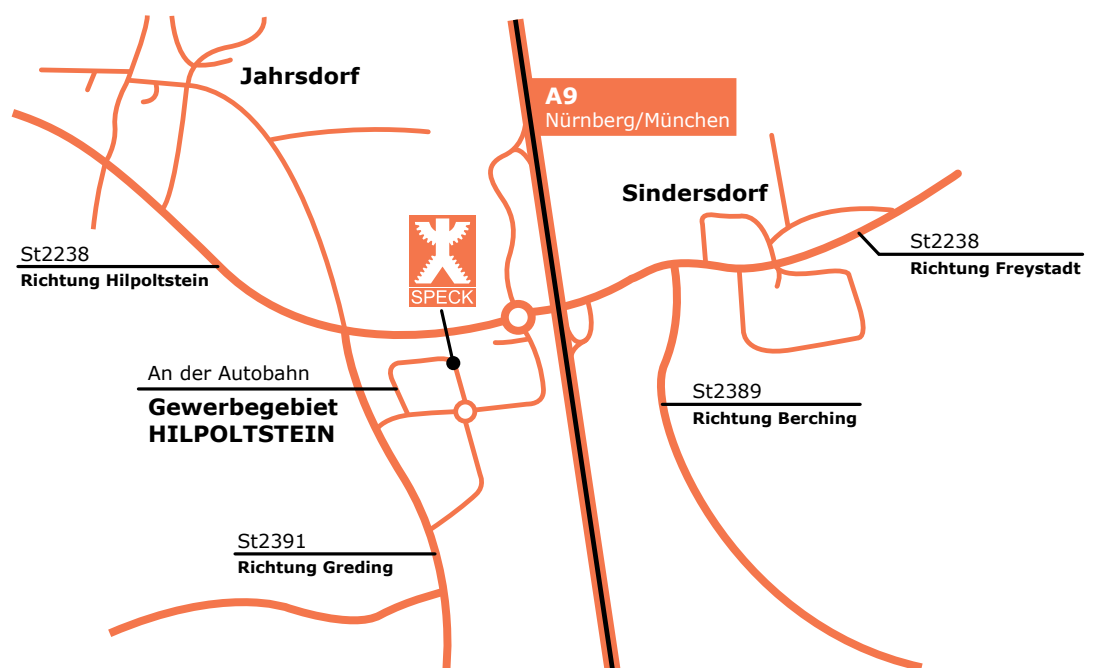 Jahrsdorf
A9
Nürnberg/München
Sindersdorf
St2238
Richtung Hilpoltstein
SPECK
St2238
Richtung Freystadt
An der Autobahn
Gewerbegebiet
HILPOLTSTEIN
St2389
Richtung Berching
St2391
Richtung Greding